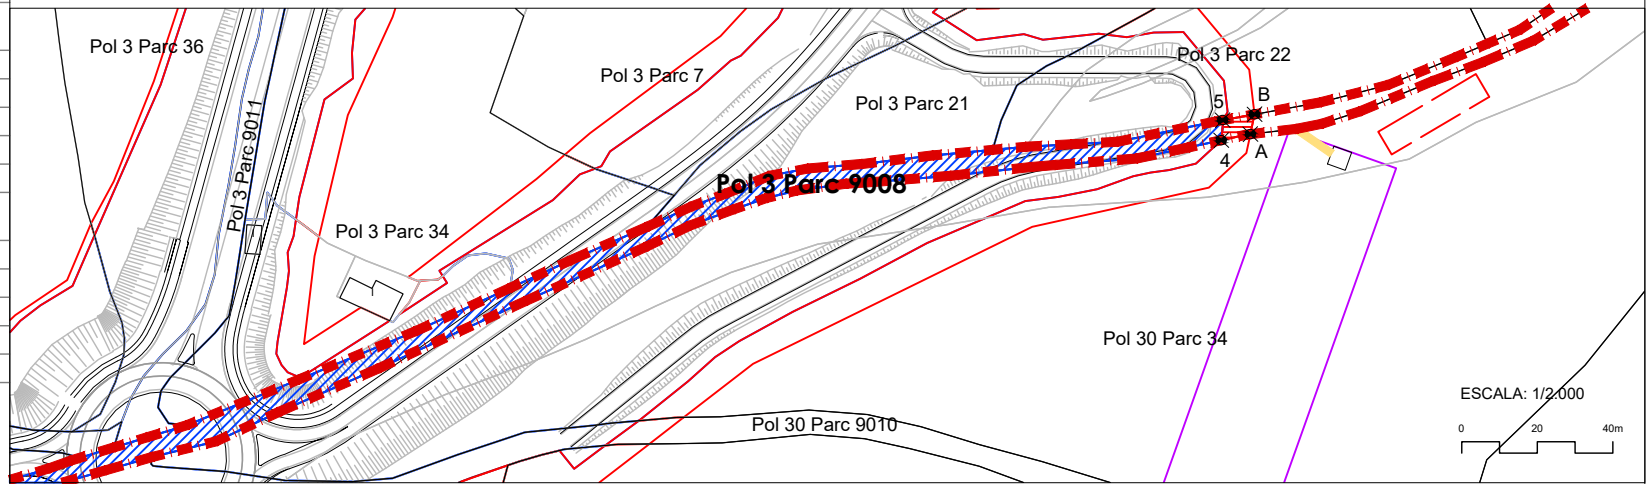 Pol 3 Parc 36
Pol 3 Parc 7
Pol 3 Parc 22
Pol 3 Parc 21
5
B
Pol 3 Parc 9011
4
A
Pol 3 Parc 9008
Pol 3 Parc 34
Pol 30 Parc 34
ESCALA: 1/2.000
Pol 30 Parc 9010
0 20 40m